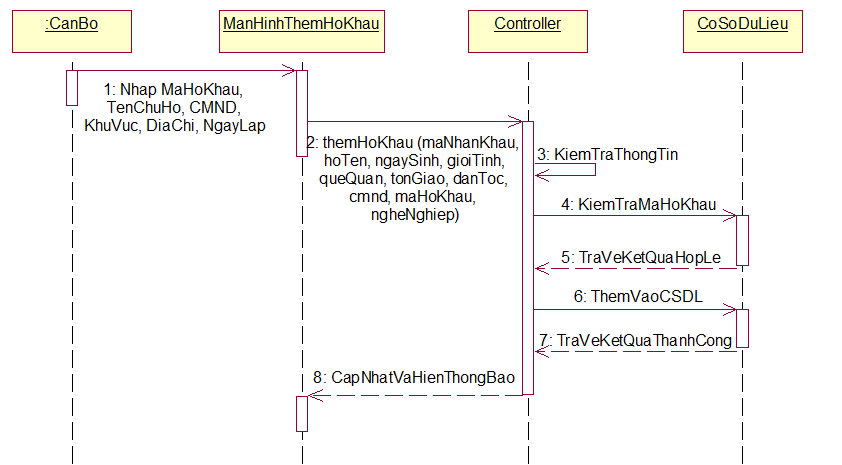 :CanBo
ManHinhThemHoKhau
Controller
CoSoDuLieu
1: Nhap MaHoKhau,
TenChuHo, CMND,
KhuVuc, DiaChi, NgayLap
2: themHoKhau (maNhanKhau,
hoTen, ngaySinh, gioiTinh,
queQuan, tonGiao, danToc,
cmnd, maHoKhau,
ngheNghiep)
3: KiemTraThongTin
4: KiemTraMaHoKhau
5: TraVeKetQuaHopLe
6: ThemVaoCSDL
7: TraVeKetQuaThanhCong
8: CapNhatVaHienThongBao